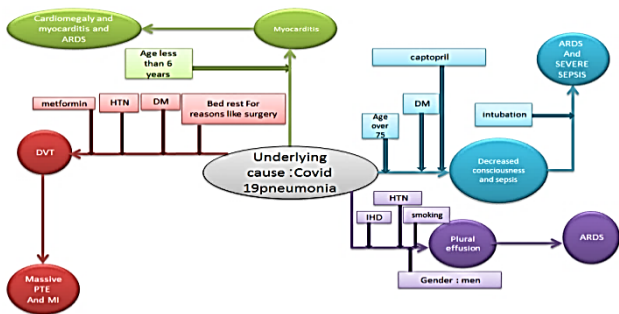 Cardiomegaly and
myocarditis and
ARDS
Myocarditis
Age less
than 6
years
captopril
ARDS
And
SEVERE
SEPSIS
metformin
HTN
DM
Bed rest For
reasons like surgery
Age over
75
DM
intubation
DVT
Underlying
cause :Covid
19pneumonia
Decreased
consciousness
and sepsis
IHD
HTN
smoking
Plural
effusion
ARDS
Gender : men
Massive
PTE
And MI